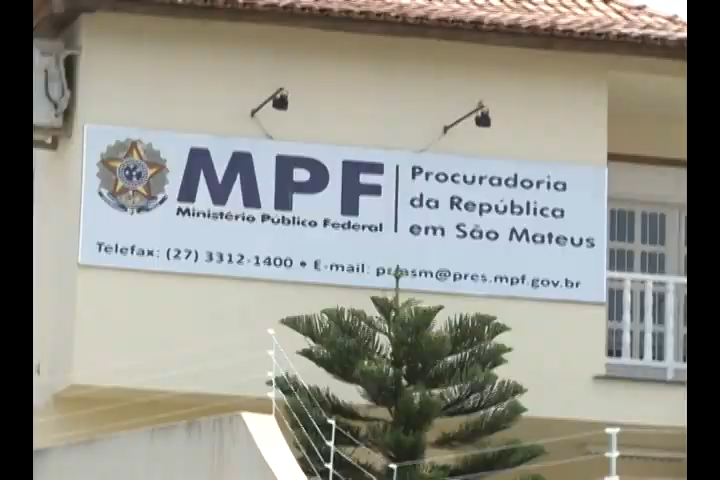 MPF
Ministério Público Federal
Procuradoria
da República
em São Mateus
Telefax: (27) 3312-1400 • E-mail: prmsm@pres.mpf.gov.br